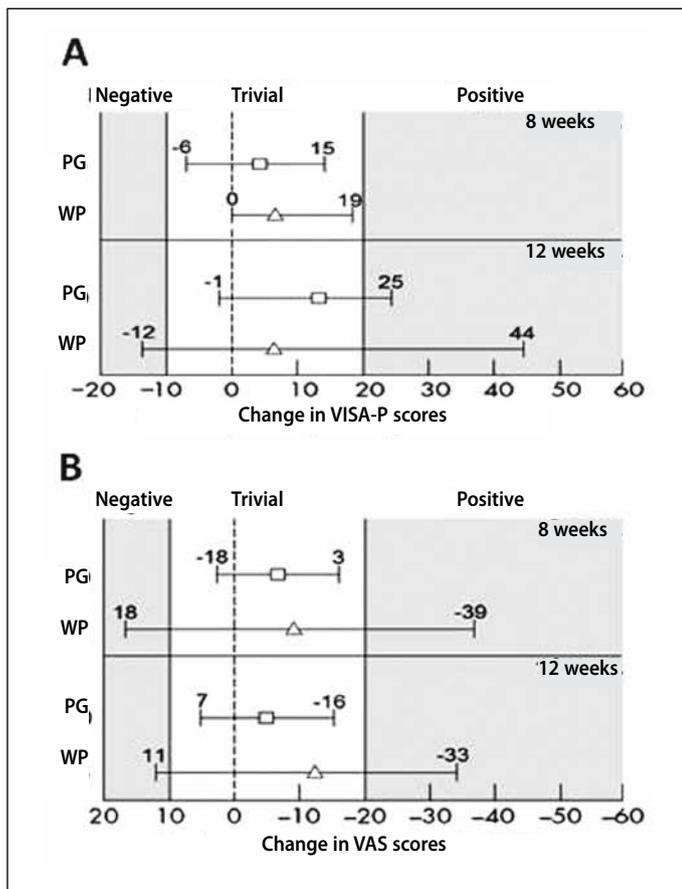 A
Negative Trivial Positive
8 weeks
-6 15
PG
0 19
WP
12 weeks
-1 25
PG
-12 44
WP
−20 −10 0 10 20 30 40 50 60
Change in VISA-P scores
B
Negative Trivial Positive
8 weeks
-18 3
PG
18 -39
WP
12 weeks
7 -16
PG
11 -33
WP
20 10 0 −10 −20 −30 −40 −50 −60
Change in VAS scores